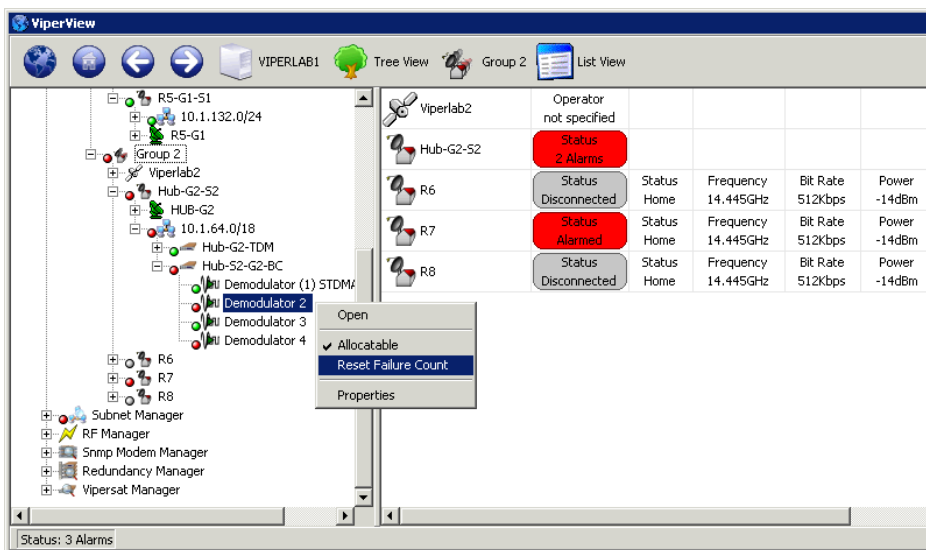 ViperView
VIPERLAB1 Tree View Group 2 List View
R5-G1-S1
10.1.132.0/24
R5-G1
Group 2
Viperlab2
Hub-G2-S2
HUB-G2
10.1.64.0/18
Hub-G2-TDM
Hub-S2-G2-BC
Demodulator (1) STDMA
Demodulator 2
Demodulator 3
Demodulator 4
R6
R7
R8
Subnet Manager
RF Manager
Snmp Modem Manager
Redundancy Manager
Vipersat Manager
Open
Allocatable
Reset Failure Count
Properties
Viperlab2 Operator
not specified
Hub-G2-S2 Status
2 Alarms
R6 Status Status Frequency Bit Rate Power
Disconnected Home 14.445GHz 512Kbps -14dBm
R7 Status Status Frequency Bit Rate Power
Alarmed Home 14.445GHz 512Kbps -14dBm
R8 Status Status Frequency Bit Rate Power
Disconnected Home 14.445GHz 512Kbps -14dBm
Status: 3 Alarms